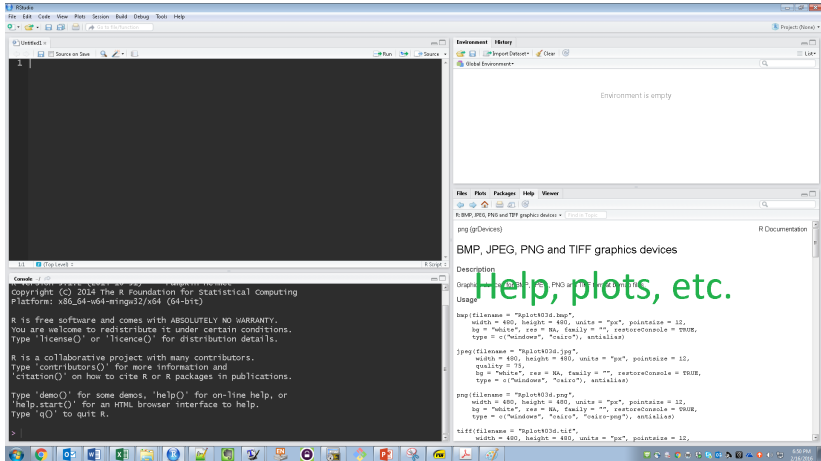 RStudio
File Edit Code View Plots Session Build Debug Tools Help
Go to file/function
Project: (None)
Untitled1
Source on Save
Run
Source
1
1:1 (Top Level)
R Script
Console ~/
Copyright (C) 2014 The R Foundation for Statistical Computing
Platform: x86_64-w64-mingw32/x64 (64-bit)
R is free software and comes with ABSOLUTELY NO WARRANTY.
You are welcome to redistribute it under certain conditions.
Type 'license()' or 'licence()' for distribution details.
R is a collaborative project with many contributors.
Type 'contributors()' for more information and
'citation()' on how to cite R or R packages in publications.
Type 'demo()' for some demos, 'help()' for on-line help, or
'help.start()' for an HTML browser interface to help.
Type 'q()' to quit R.
>
Environment History
Import Dataset Clear
List
Global Environment
Environment is empty
Files Plots Packages Help Viewer
R: BMP, JPEG, PNG and TIFF graphics devices Find in Topic
png {grDevices}
R Documentation
BMP, JPEG, PNG and TIFF graphics devices
Description
Help, plots, etc.
Usage
bmp(filename = "Rplot%03d.bmp",
width = 480, height = 480, units = "px", pointsize = 12,
bg = "white", res = NA, family = "", restoreConsole = TRUE,
type = c("windows", "cairo"), antialias)
jpeg(filename = "Rplot%03d.jpg",
width = 480, height = 480, units = "px", pointsize = 12,
quality = 75,
bg = "white", res = NA, family = "", restoreConsole = TRUE,
type = c("windows", "cairo"), antialias)
png(filename = "Rplot%03d.png",
width = 480, height = 480, units = "px", pointsize = 12,
bg = "white", res = NA, family = "", restoreConsole = TRUE,
type = c("windows", "cairo", "cairo-png"), antialias)
tiff(filename = "Rplot%03d.tif",
width = 480, height = 480, units = "px", pointsize = 12,